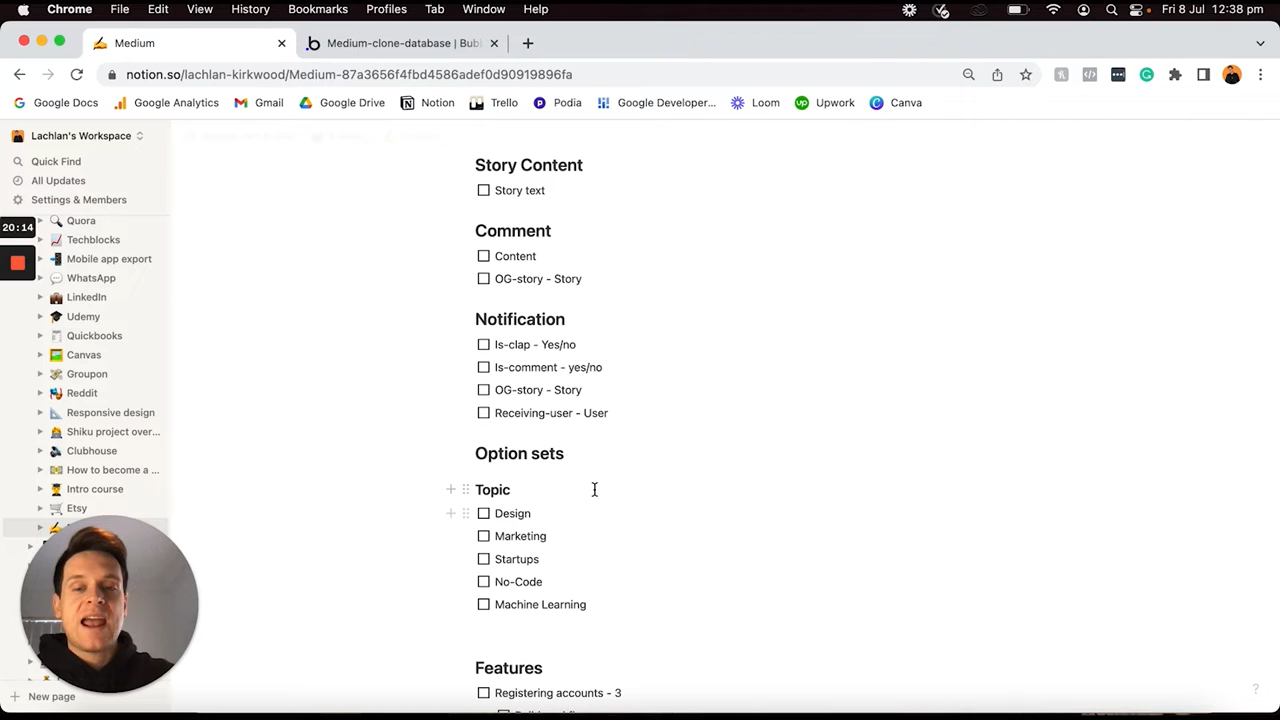 Chrome File Edit View History Bookmarks Profiles Tab Window Help Fri 8 Jul 12:38 pm
Medium
Medium-clone-database | Bub
notion.so/lachlan-kirkwood/Medium-87a3656f4fbd4586adef0d90919896fa
Google Docs Google Analytics Gmail Google Drive Notion Trello Podia Google Developer... Loom Upwork Canva
Lachlan's Workspace
Quick Find
All Updates
Settings & Members
20:14
Quora
Techblocks
Mobile app export
WhatsApp
LinkedIn
Udemy
Quickbooks
Canvas
Groupon
Reddit
Responsive design
Shiku project over...
Clubhouse
How to become a ...
Intro course
Etsy
New page
Story Content
Story text
Comment
Content
OG-story - Story
Notification
Is-clap - Yes/no
Is-comment - yes/no
OG-story - Story
Receiving-user - User
Option sets
Topic
Design
Marketing
Startups
No-Code
Machine Learning
Features
Registering accounts - 3
?